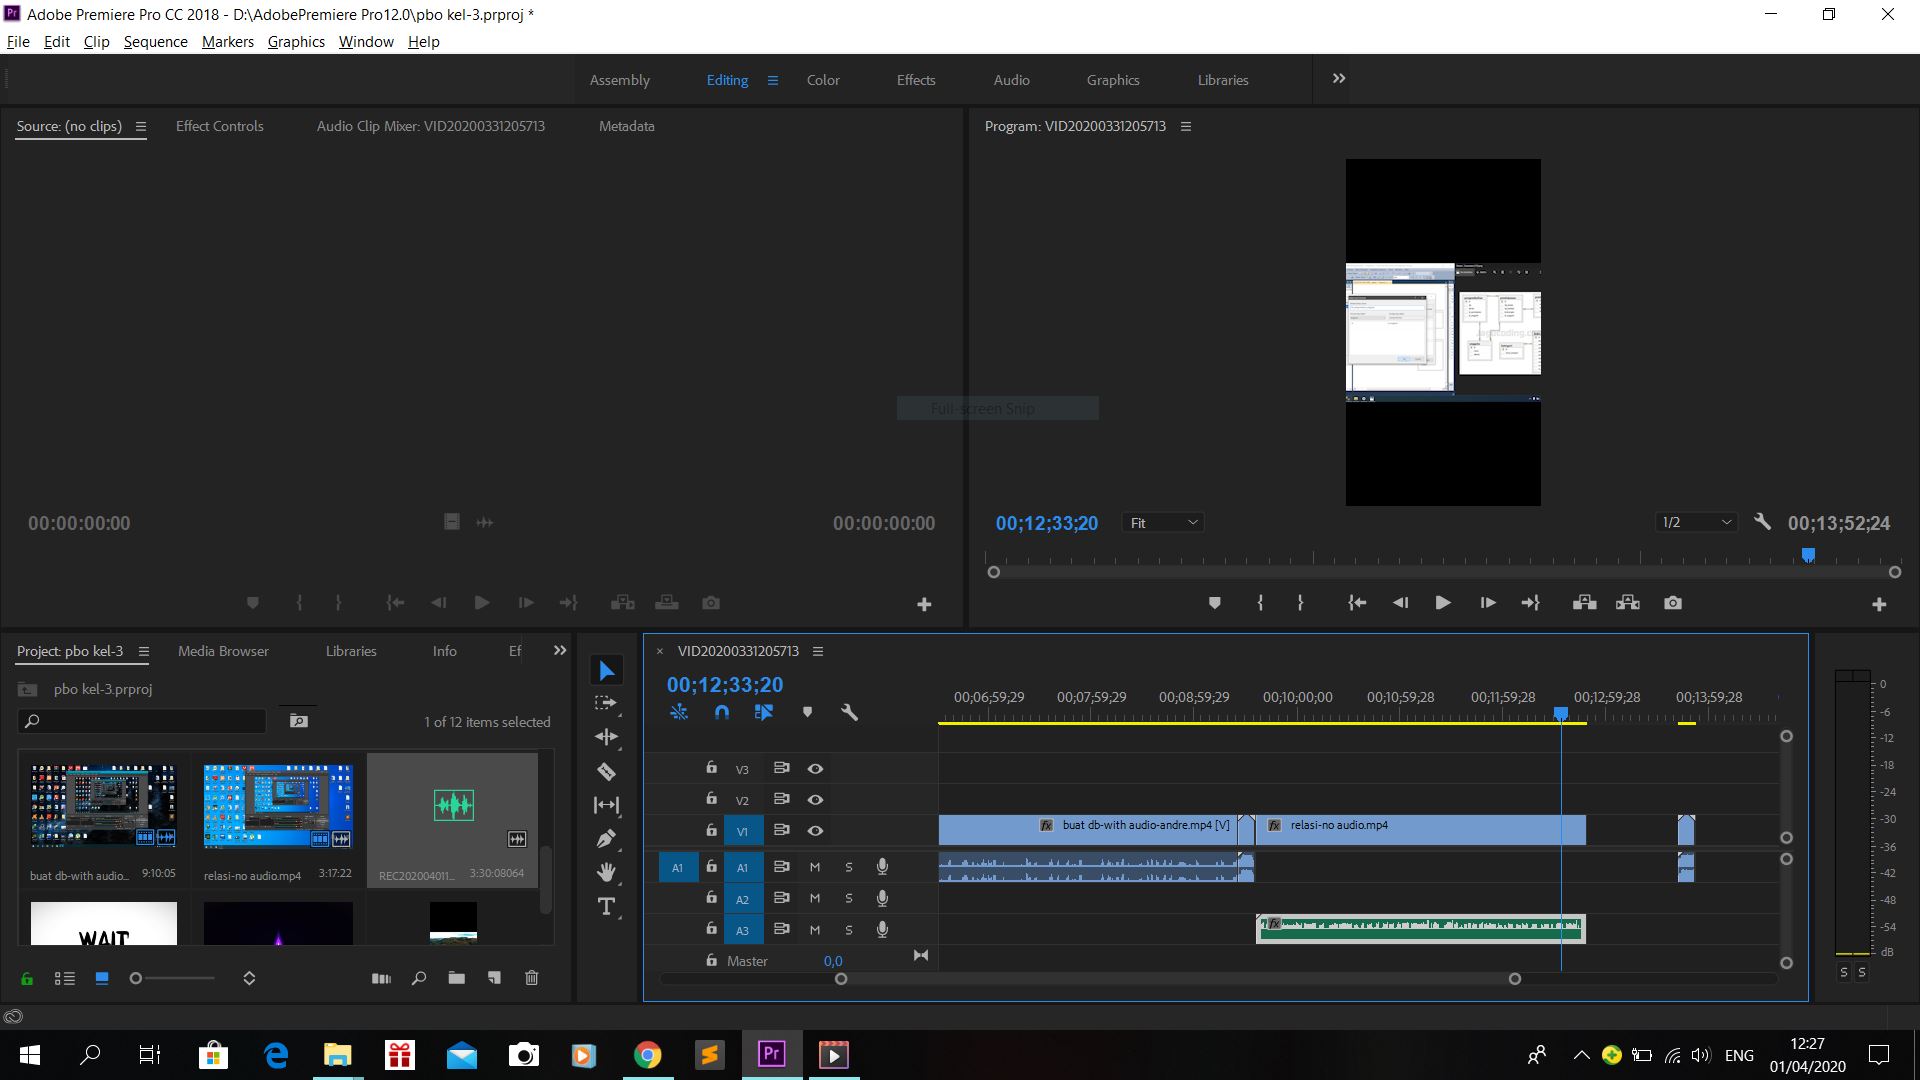 Adobe Premiere Pro CC 2018 - D:\AdobePremiere Pro12.0\pbo kel-3.prproj *
File Edit Clip Sequence Markers Graphics Window Help
Assembly Editing Color Effects Audio Graphics Libraries
Source: (no clips) Effect Controls Audio Clip Mixer: VID20200331205713 Metadata
Program: VID20200331205713
Full-screen Snip
00:00:00:00 00:00:00:00
00;12;33;20 Fit 1/2 00;13;52;24
Project: pbo kel-3 Media Browser Libraries Info Ef
pbo kel-3.prproj
1 of 12 items selected
buat db-with audio... 9:10:05
relasi-no audio.mp4 3:17:22
REC202004011... 3:30:08064
WAIT
VID20200331205713
00;12;33;20
00;06;59;29 00;07;59;29 00;08;59;29 00;10;00;00 00;10;59;28 00;11;59;28 00;12;59;28 00;13;59;28
V3
V2
V1 fx buat db-with audio-andre.mp4 [V] fx relasi-no audio.mp4
A1 A1 M S
A2 M S
A3 M S fx
Master 0,0
0
-6
-12
-18
-24
-30
-36
-42
-48
-54
dB
S S
Pr ENG
12:27
01/04/2020